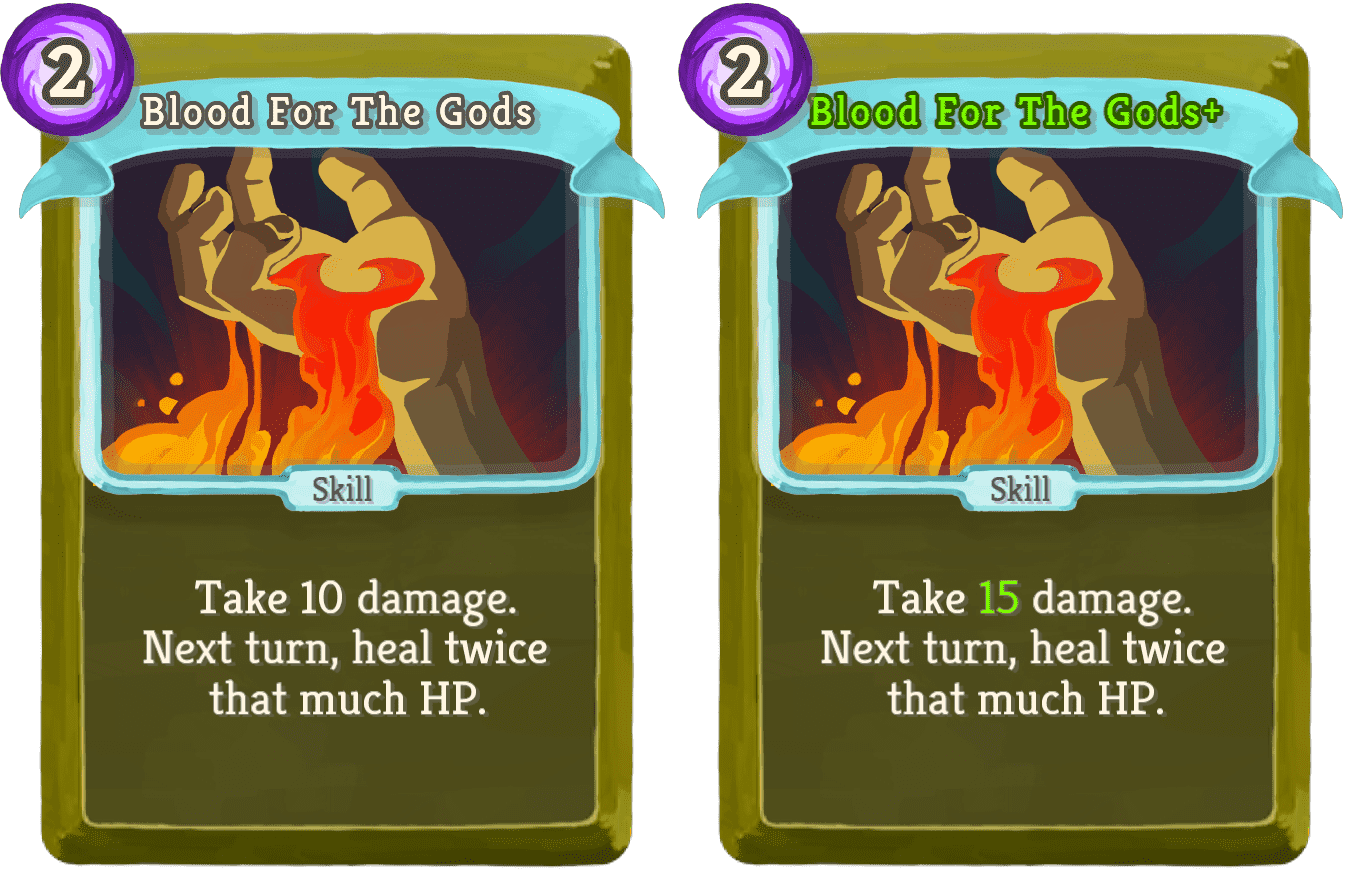 2
Blood For The Gods
Skill
Take 10 damage.
Next turn, heal twice
that much HP.
2
Blood For The Gods+
Skill
Take 15 damage.
Next turn, heal twice
that much HP.